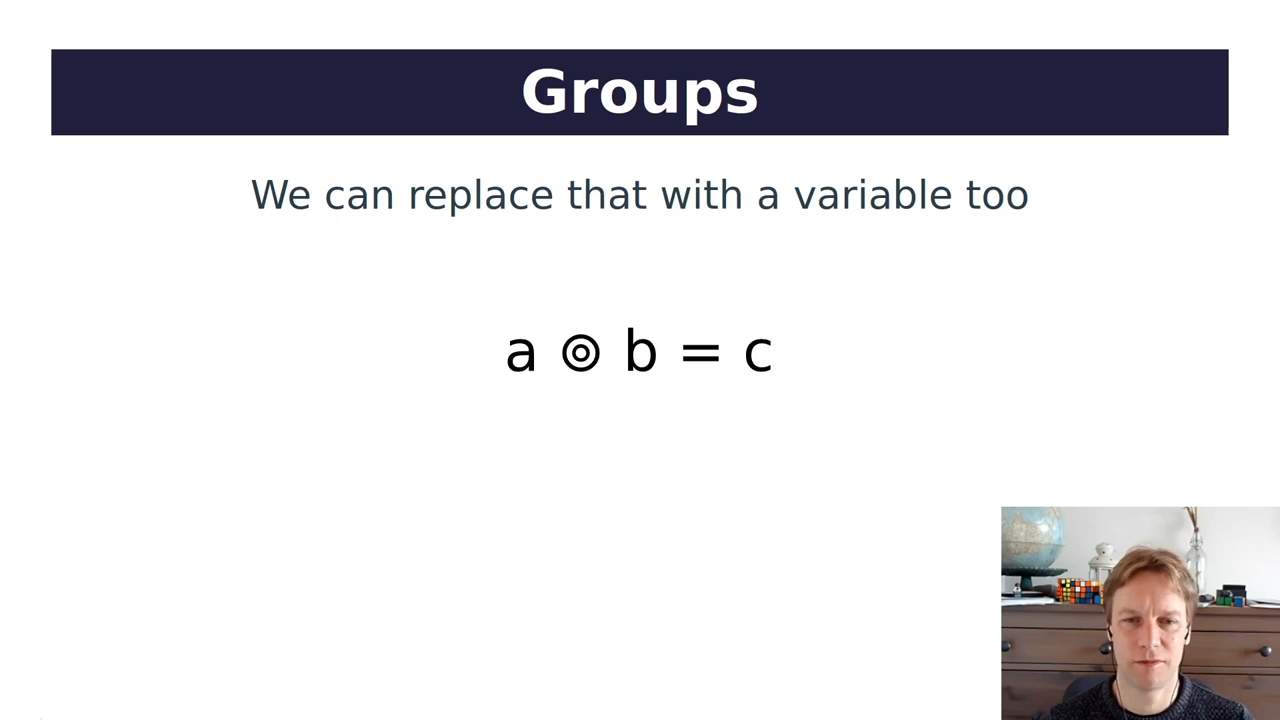 Groups
We can replace that with a variable too
a ⊚ b = c